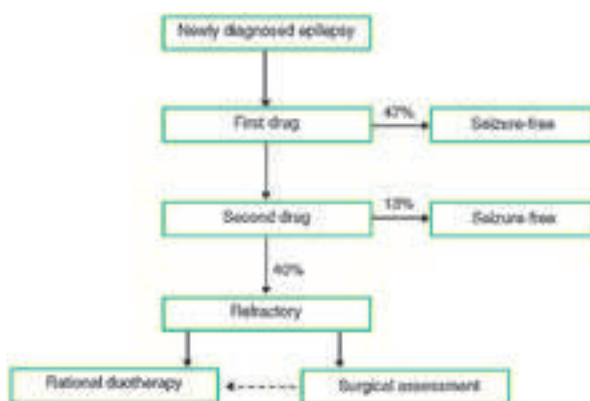 Newly diagnosed epilepsy
First drug
47%
Seizure-free
Second drug
13%
Seizure-free
40%
Refractory
Rational duotherapy
Surgical assessment